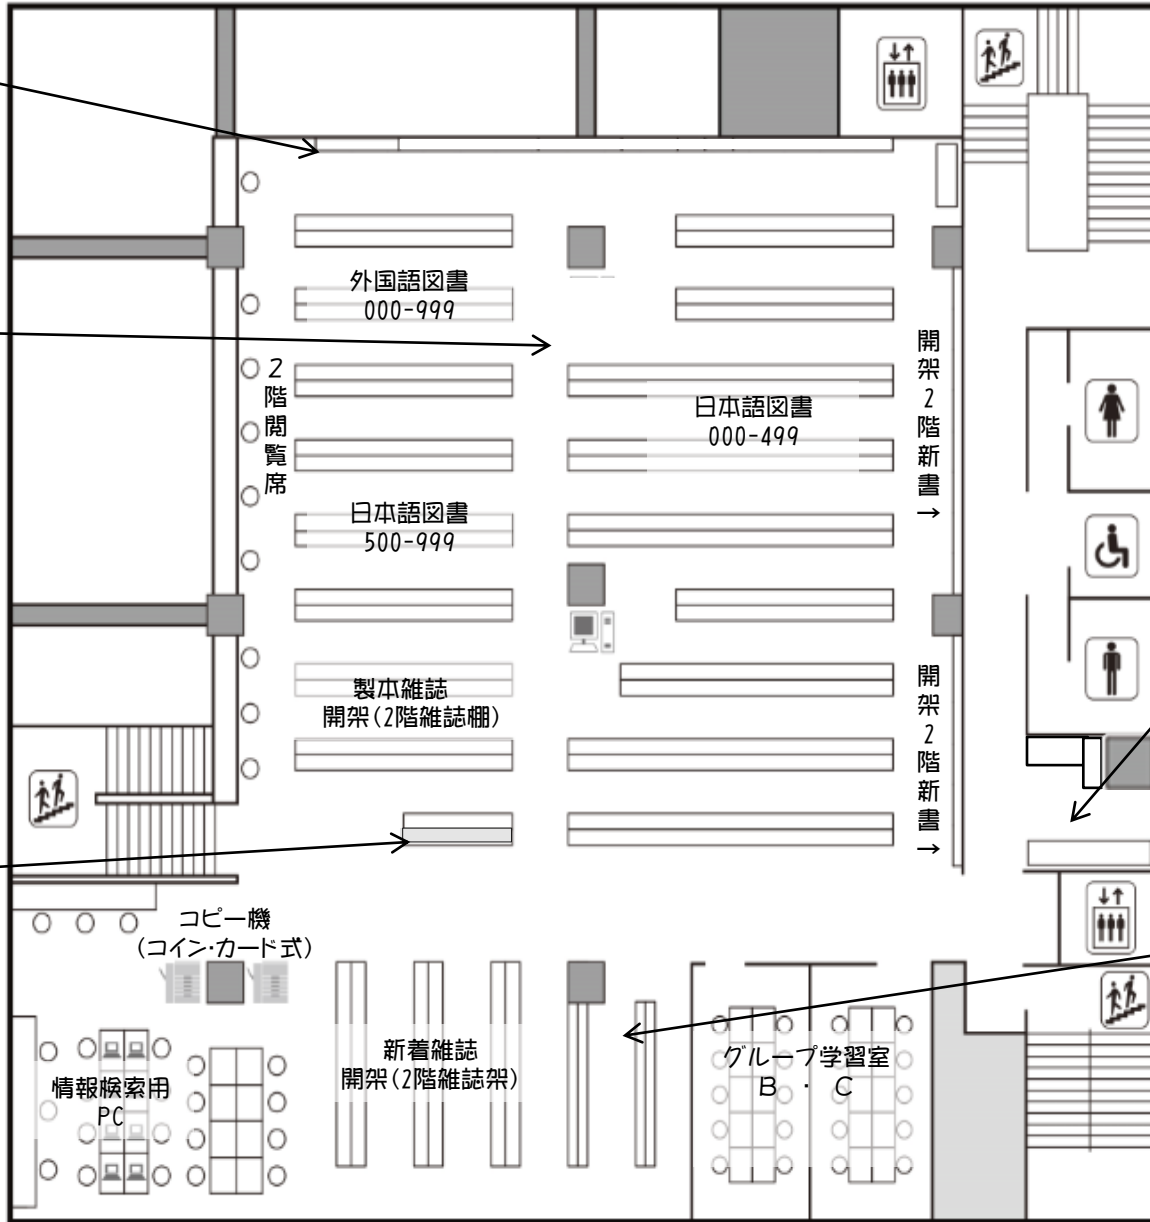 外国語図書
000-999
2階閲覧席
日本語図書
000-499
開架2階新書→
日本語図書
500-999
製本雑誌
開架(2階雑誌棚)
開架2階新書→
コピー機
(コイン・カード式)
新着雑誌
開架(2階雑誌架)
グループ学習室
B ・ C
情報検索用
PC